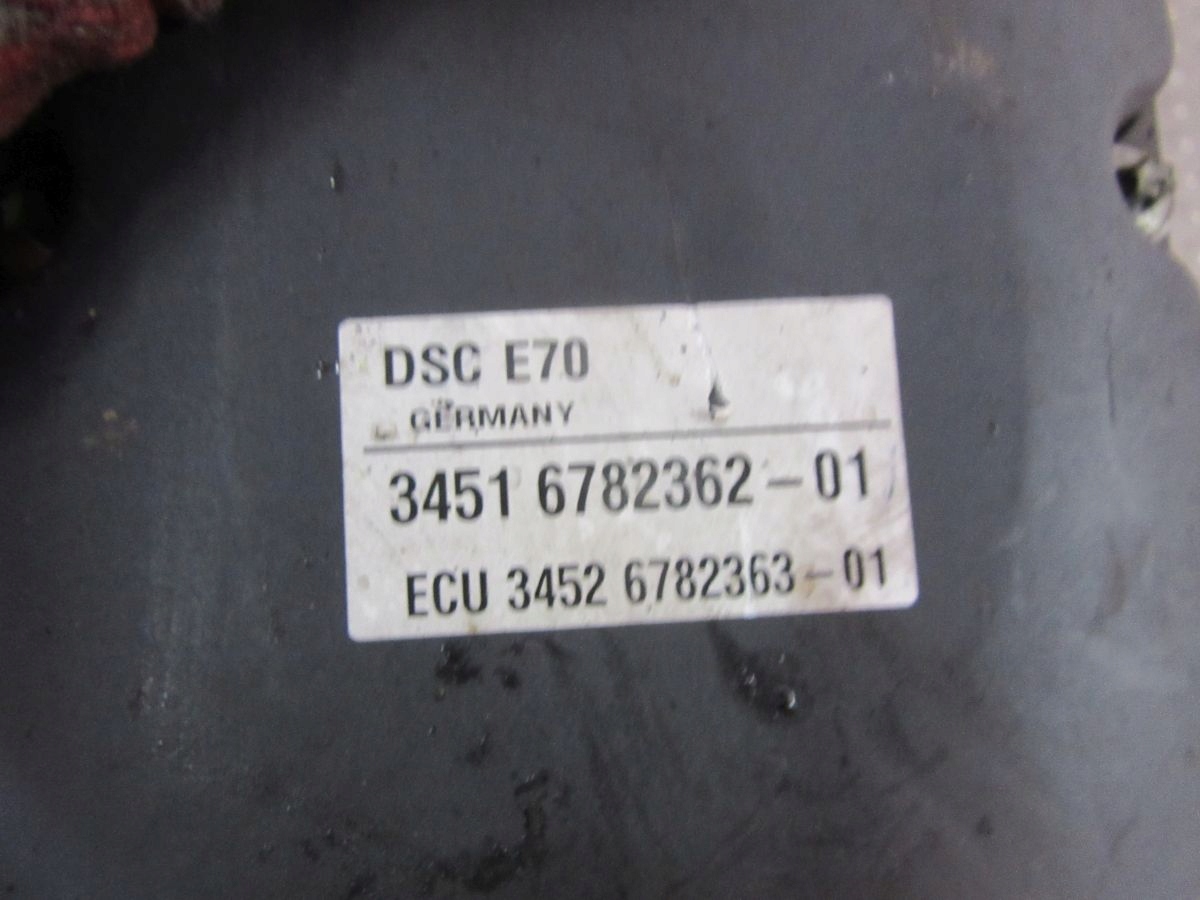 DSC E70
GERMANY
3451 6782362-01
ECU 3452 6782363-01